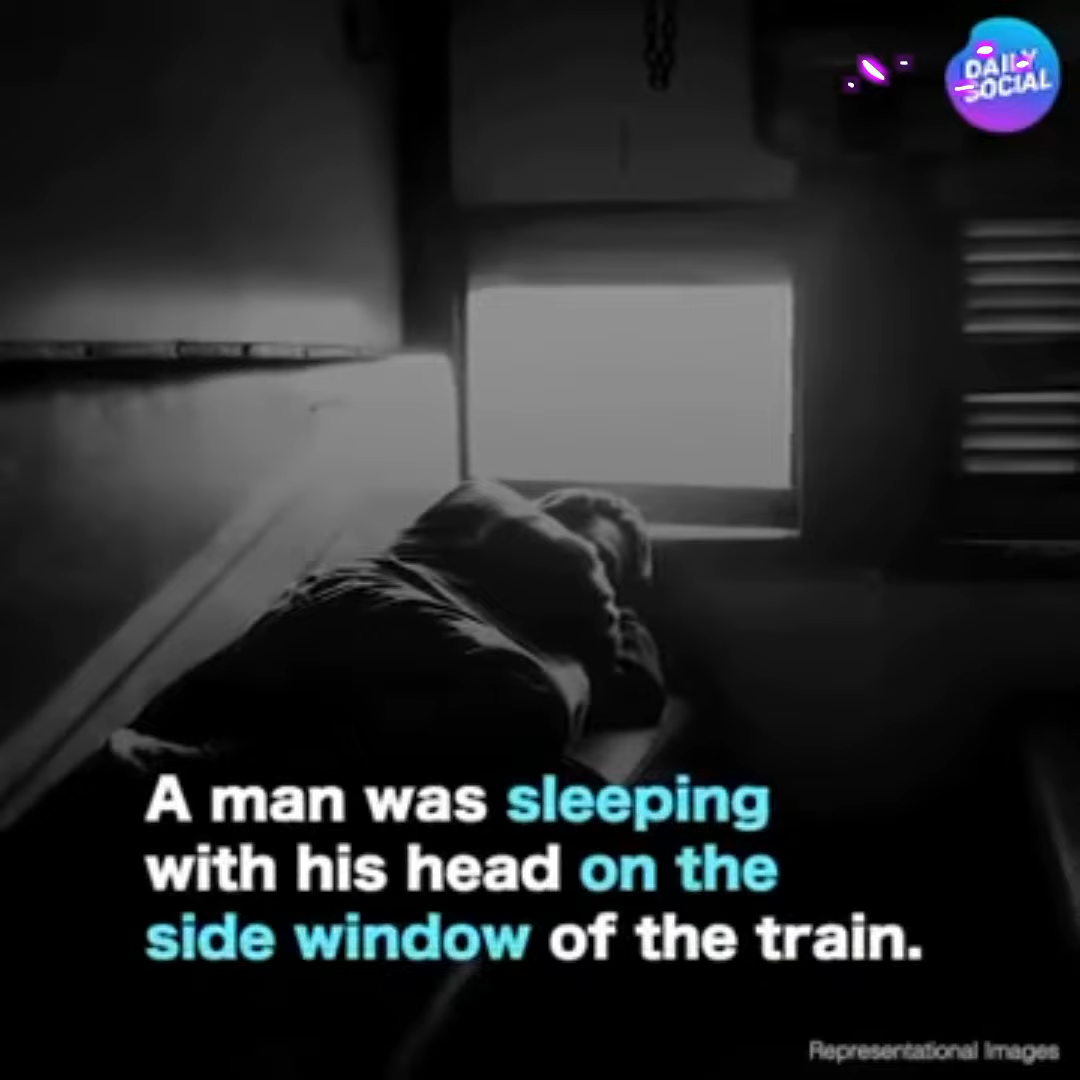 DAILY
SOCIAL
A man was sleeping
with his head on the
side window of the train.
Representational Images